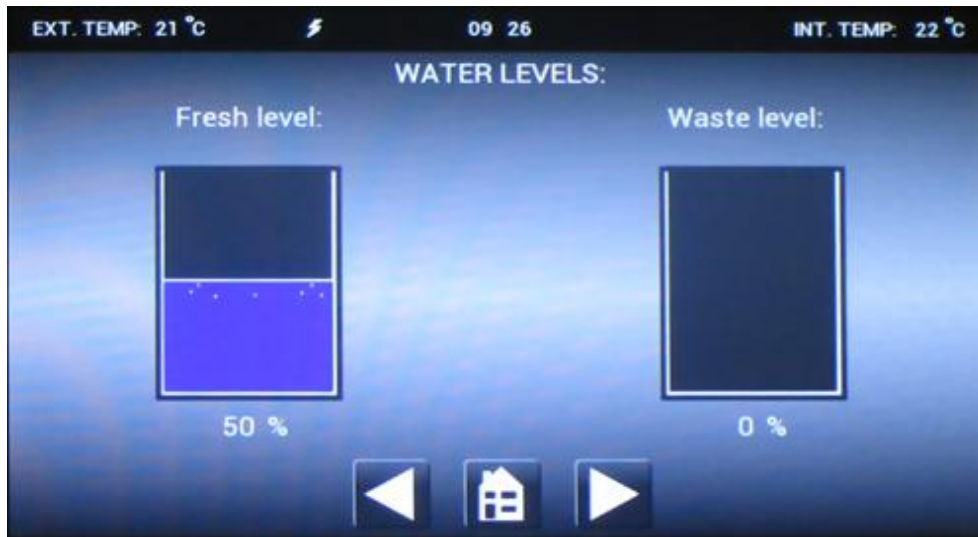 EXT. TEMP: 21 °C 09 26 INT. TEMP: 22 °C
WATER LEVELS:
Fresh level: Waste level:
50 % 0 %